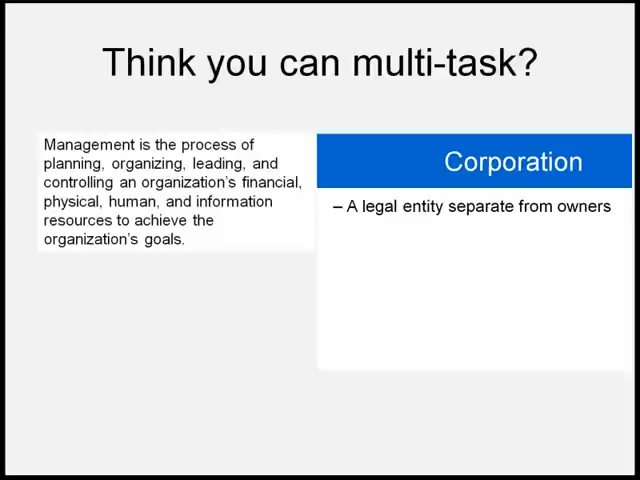 Think you can multi-task?
Management is the process of
planning, organizing, leading, and
controlling an organization's financial,
physical, human, and information
resources to achieve the
organization's goals.
Corporation
– A legal entity separate from owners